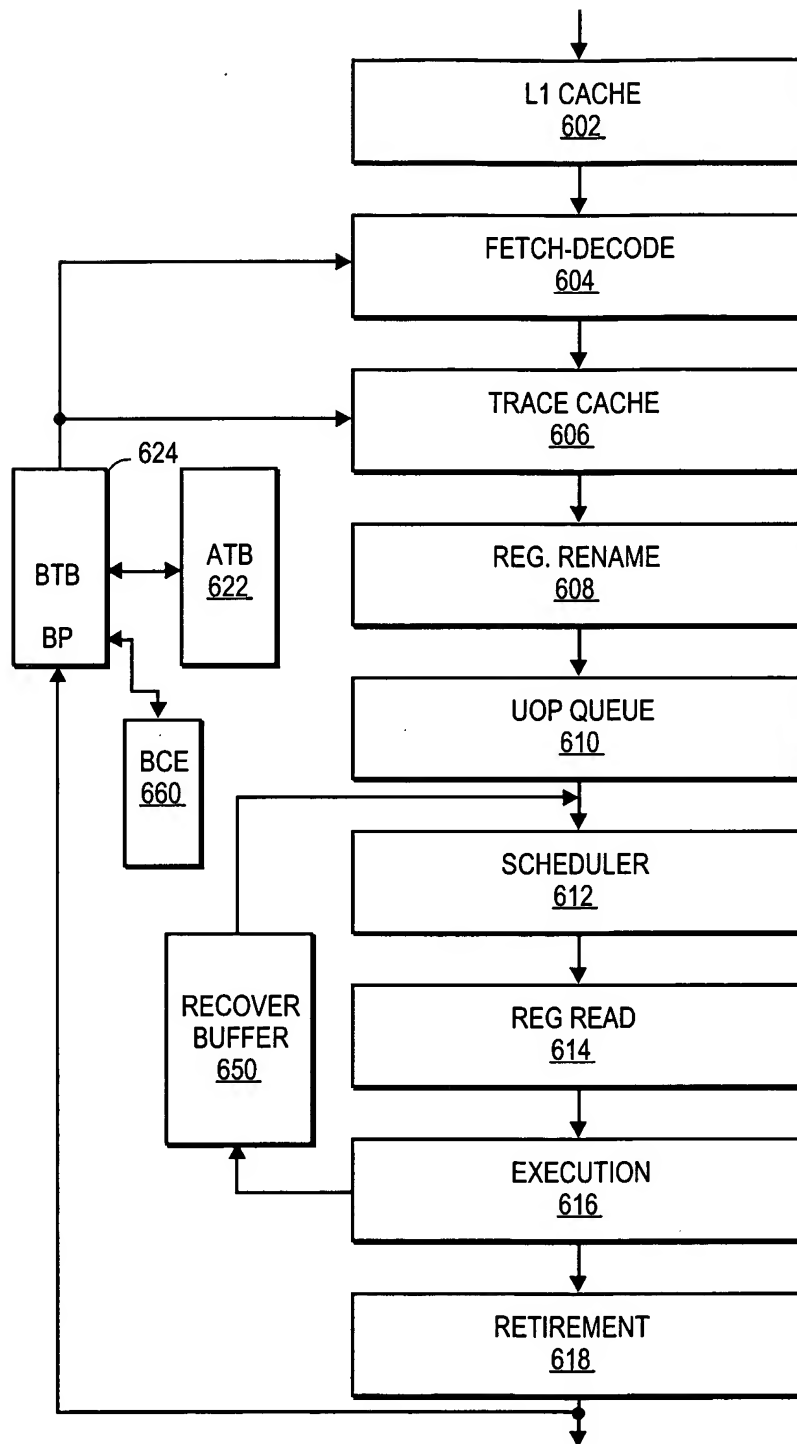 L1 CACHE
602
FETCH-DECODE
604
TRACE CACHE
606
624
BTB
BP
ATB
622
REG. RENAME
608
UOP QUEUE
610
BCE
660
SCHEDULER
612
RECOVER
BUFFER
650
REG READ
614
EXECUTION
616
RETIREMENT
618